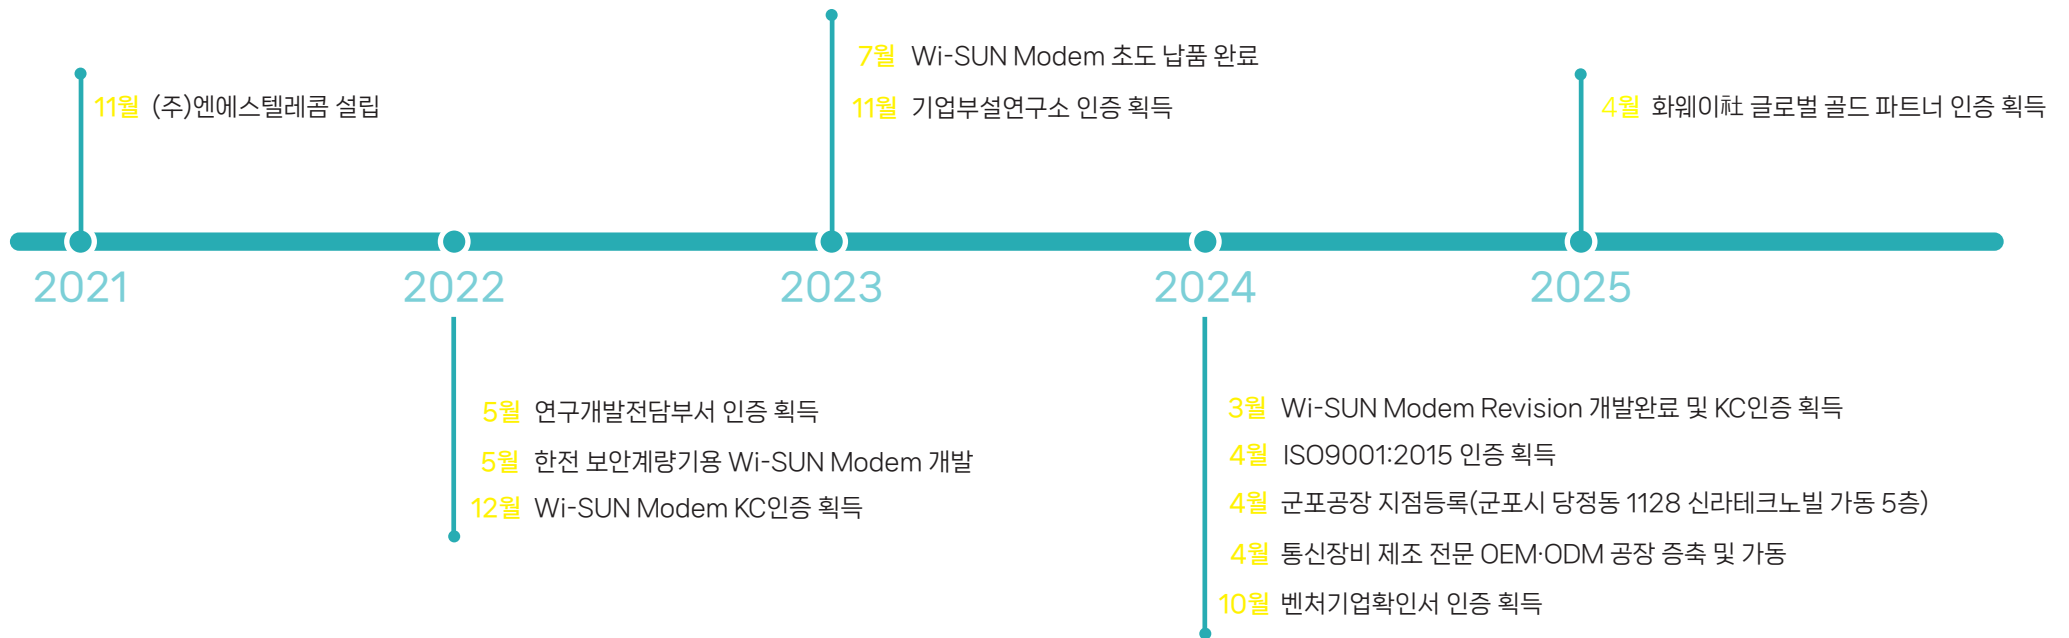 2021
11월 (주)엔에스텔레콤 설립
2022
5월 연구개발전담부서 인증 획득
5월 한전 보안계량기용 Wi-SUN Modem 개발
12월 Wi-SUN Modem KC인증 획득
2023
7월 Wi-SUN Modem 초도 납품 완료
11월 기업부설연구소 인증 획득
2024
3월 Wi-SUN Modem Revision 개발완료 및 KC인증 획득
4월 ISO9001:2015 인증 획득
4월 군포공장 지점등록(군포시 당정동 1128 신라테크노빌 가동 5층)
4월 통신장비 제조 전문 OEM·ODM 공장 증축 및 가동
10월 벤처기업확인서 인증 획득
2025
4월 화웨이社 글로벌 골드 파트너 인증 획득